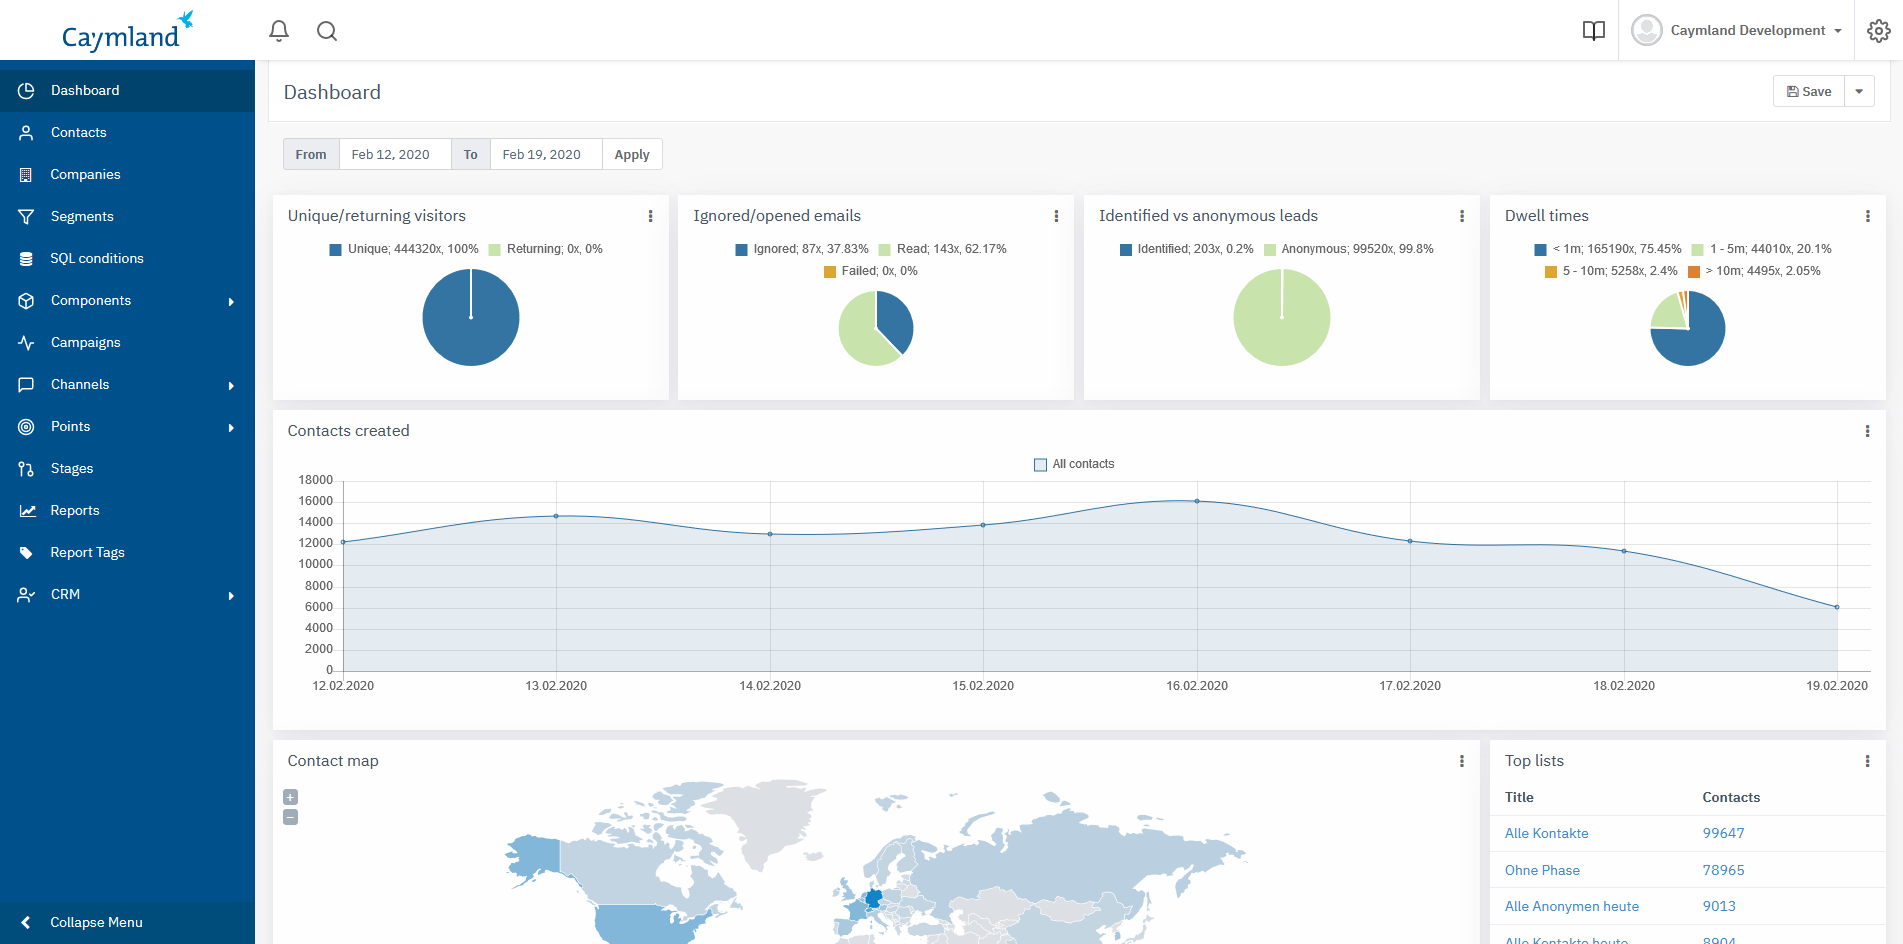 Caymland
Caymland Development
Dashboard
Contacts
Companies
Segments
SQL conditions
Components
Campaigns
Channels
Points
Stages
Reports
Report Tags
CRM
Collapse Menu
Dashboard
Save
From Feb 12, 2020 To Feb 19, 2020 Apply
Unique/returning visitors
Unique; 444320x, 100% Returning; 0x, 0%
Ignored/opened emails
Ignored; 87x, 37.83% Read; 143x, 62.17%
Failed; 0x, 0%
Identified vs anonymous leads
Identified; 203x, 0.2% Anonymous; 99520x, 99.8%
Dwell times
< 1m; 165190x, 75.45% 1 - 5m; 44010x, 20.1%
5 - 10m; 5258x, 2.4% > 10m; 4495x, 2.05%
Contacts created
All contacts
18000
16000
14000
12000
10000
8000
6000
4000
2000
0
12.02.2020 13.02.2020 14.02.2020 15.02.2020 16.02.2020 17.02.2020 18.02.2020 19.02.2020
Contact map
+
−
Top lists
Title Contacts
Alle Kontakte 99647
Ohne Phase 78965
Alle Anonymen heute 9013
Alle Kontakte heute 8904